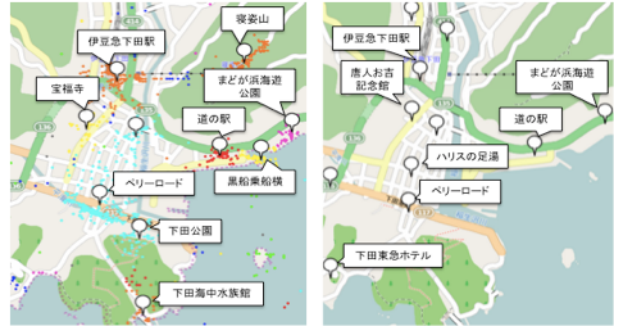 寝姿山
伊豆急下田駅
まどが浜海遊
公園
宝福寺
道の駅
黒船乗船横
ペリーロード
下田公園
下田海中水族館
伊豆急下田駅
唐人お吉
記念館
まどが浜海遊
公園
道の駅
ハリスの足湯
ペリーロード
下田東急ホテル